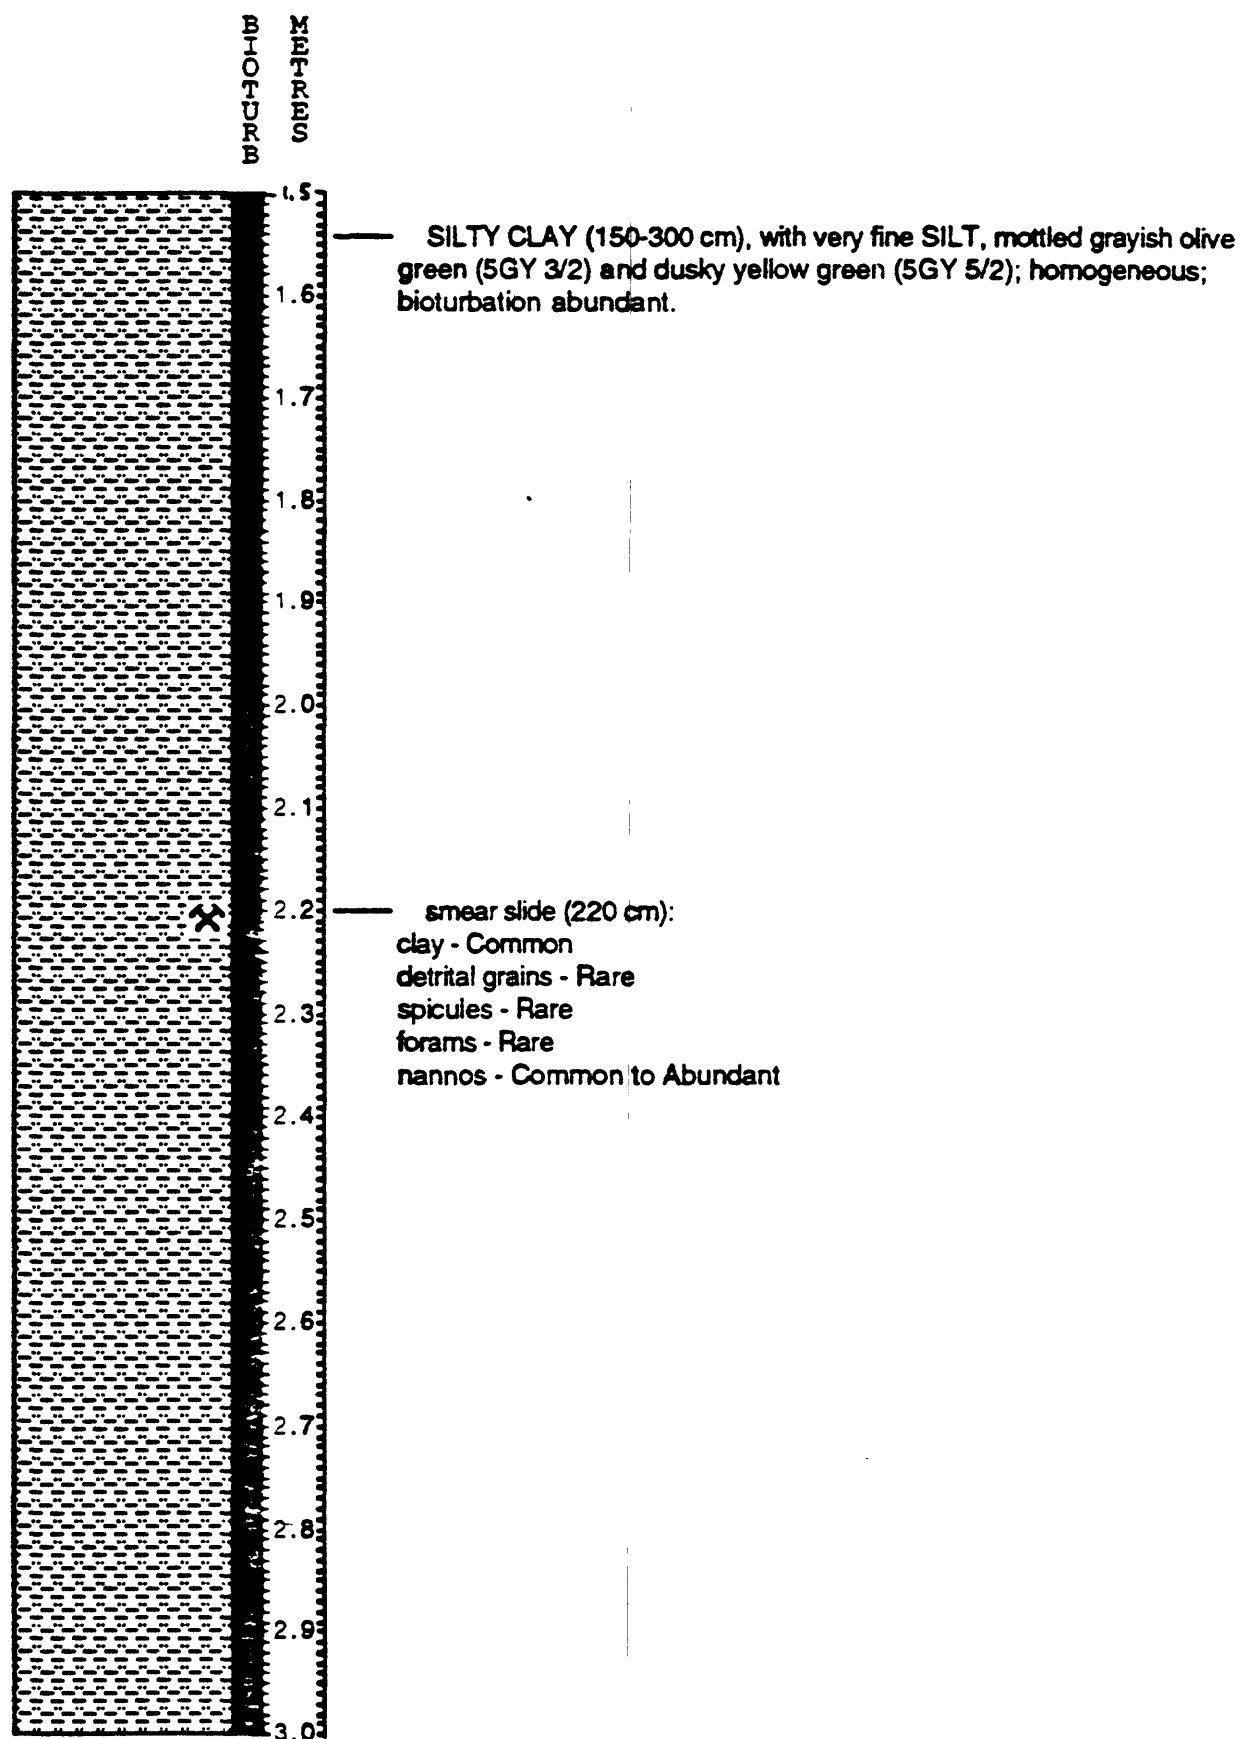 BIOTURB
METRES
1.5
SILTY CLAY (150-300 cm), with very fine SILT, mottled grayish olive
green (5GY 3/2) and dusky yellow green (5GY 5/2); homogeneous;
bioturbation abundant.
1.6
1.7
1.8
1.9
2.0
2.1
2.2
smear slide (220 cm):
clay - Common
detrital grains - Rare
spicules - Rare
2.3
forams - Rare
nannos - Common to Abundant
2.4
2.5
2.6
2.7
2.8
2.9
3.0